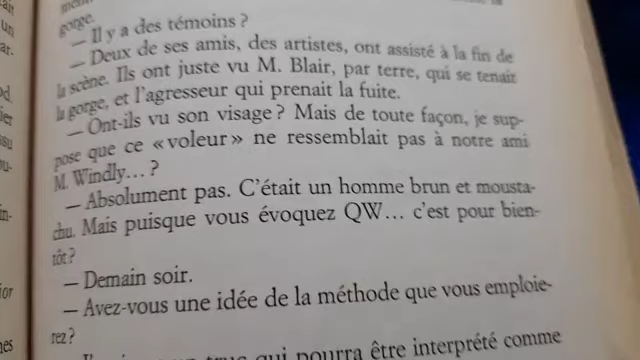 gorge.
— Il y a des témoins ?
— Deux de ses amis, des artistes, ont assisté à la fin de
la scène. Ils ont juste vu M. Blair, par terre, qui se tenait
la gorge, et l'agresseur qui prenait la fuite.
— Ont-ils vu son visage ? Mais de toute façon, je sup-
pose que ce « voleur » ne ressemblait pas à notre ami
M. Windly... ?
— Absolument pas. C'était un homme brun et mousta-
chu. Mais puisque vous évoquez QW... c'est pour bien-
tôt ?
— Demain soir.
— Avez-vous une idée de la méthode que vous emploie-
rez ?
qui pourra être interprété comme